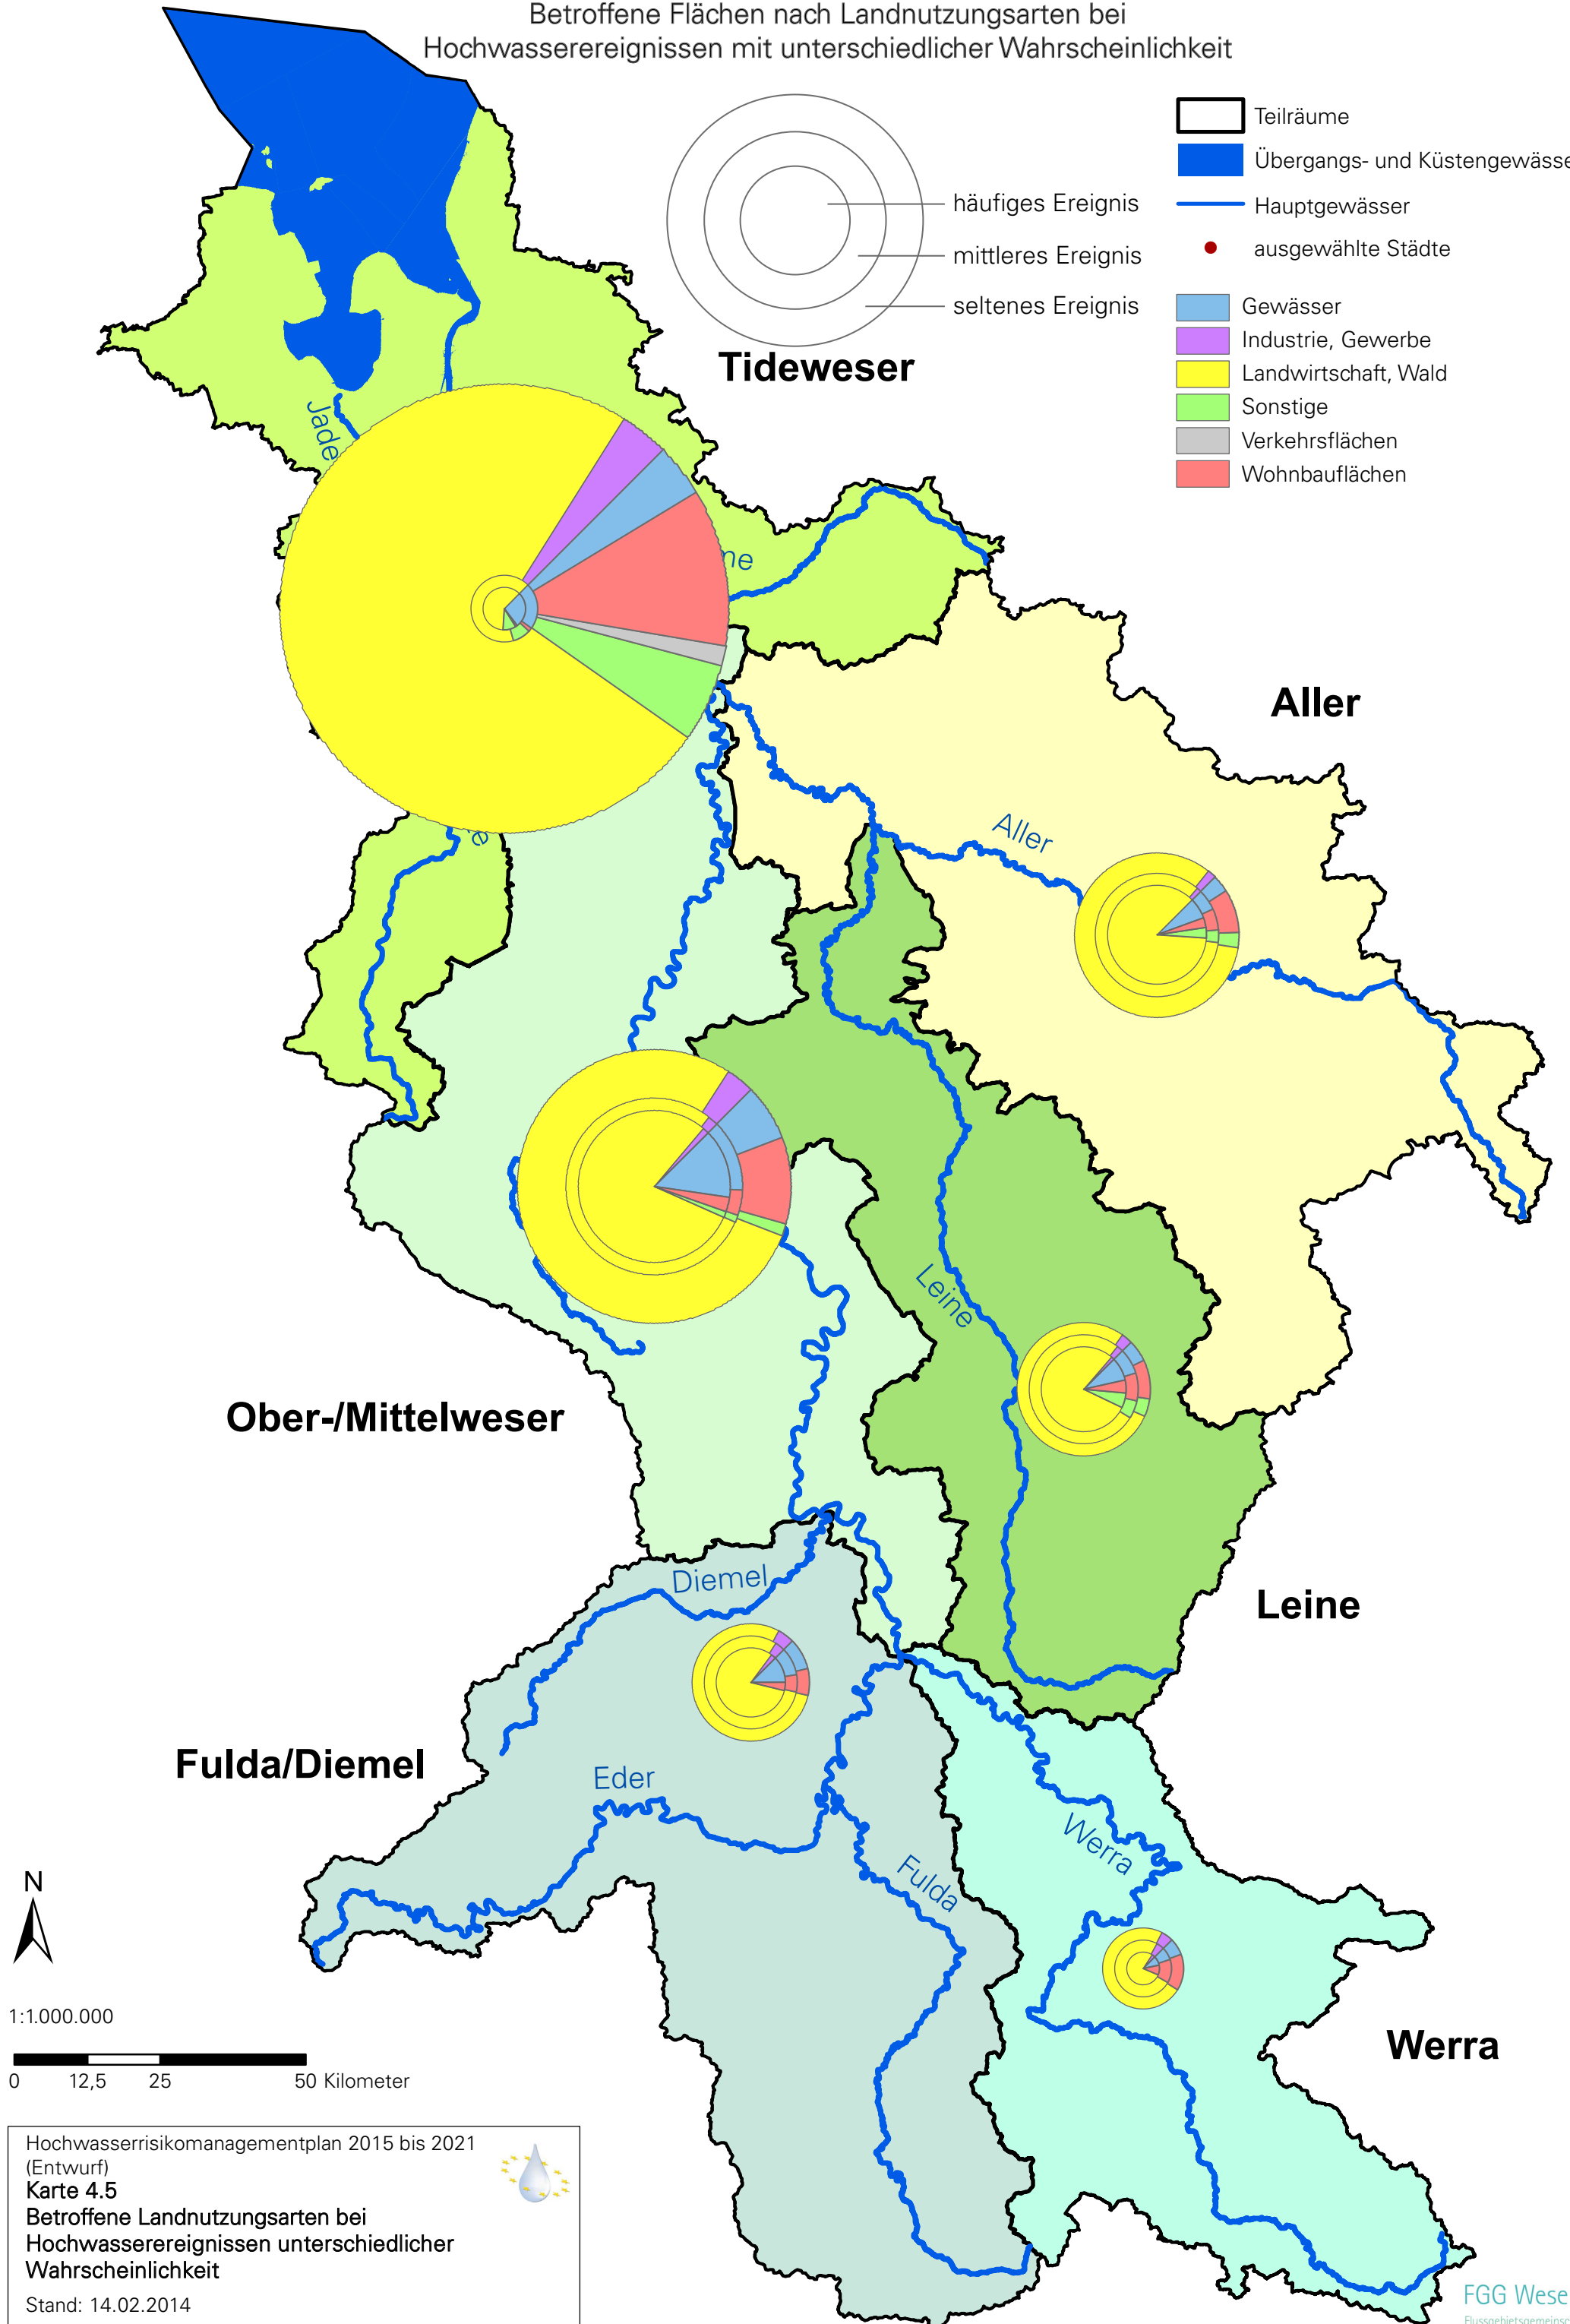 Betroffene Flächen nach Landnutzungsarten bei
Hochwasserereignissen mit unterschiedlicher Wahrscheinlichkeit
häufiges Ereignis
mittleres Ereignis
seltenes Ereignis
Teilräume
Übergangs- und Küstengewässe
Hauptgewässer
ausgewählte Städte
Gewässer
Industrie, Gewerbe
Landwirtschaft, Wald
Sonstige
Verkehrsflächen
Wohnbauflächen
Tideweser
Jade
me
Aller
Aller
e
Leine
Ober-/Mittelweser
Leine
Diemel
Fulda/Diemel
Eder
Werra
Fulda
Werra
N
1:1.000.000
0 12,5 25 50 Kilometer
Hochwasserrisikomanagementplan 2015 bis 2021
(Entwurf)
Karte 4.5
Betroffene Landnutzungsarten bei
Hochwasserereignissen unterschiedlicher
Wahrscheinlichkeit
Stand: 14.02.2014
FGG Wese